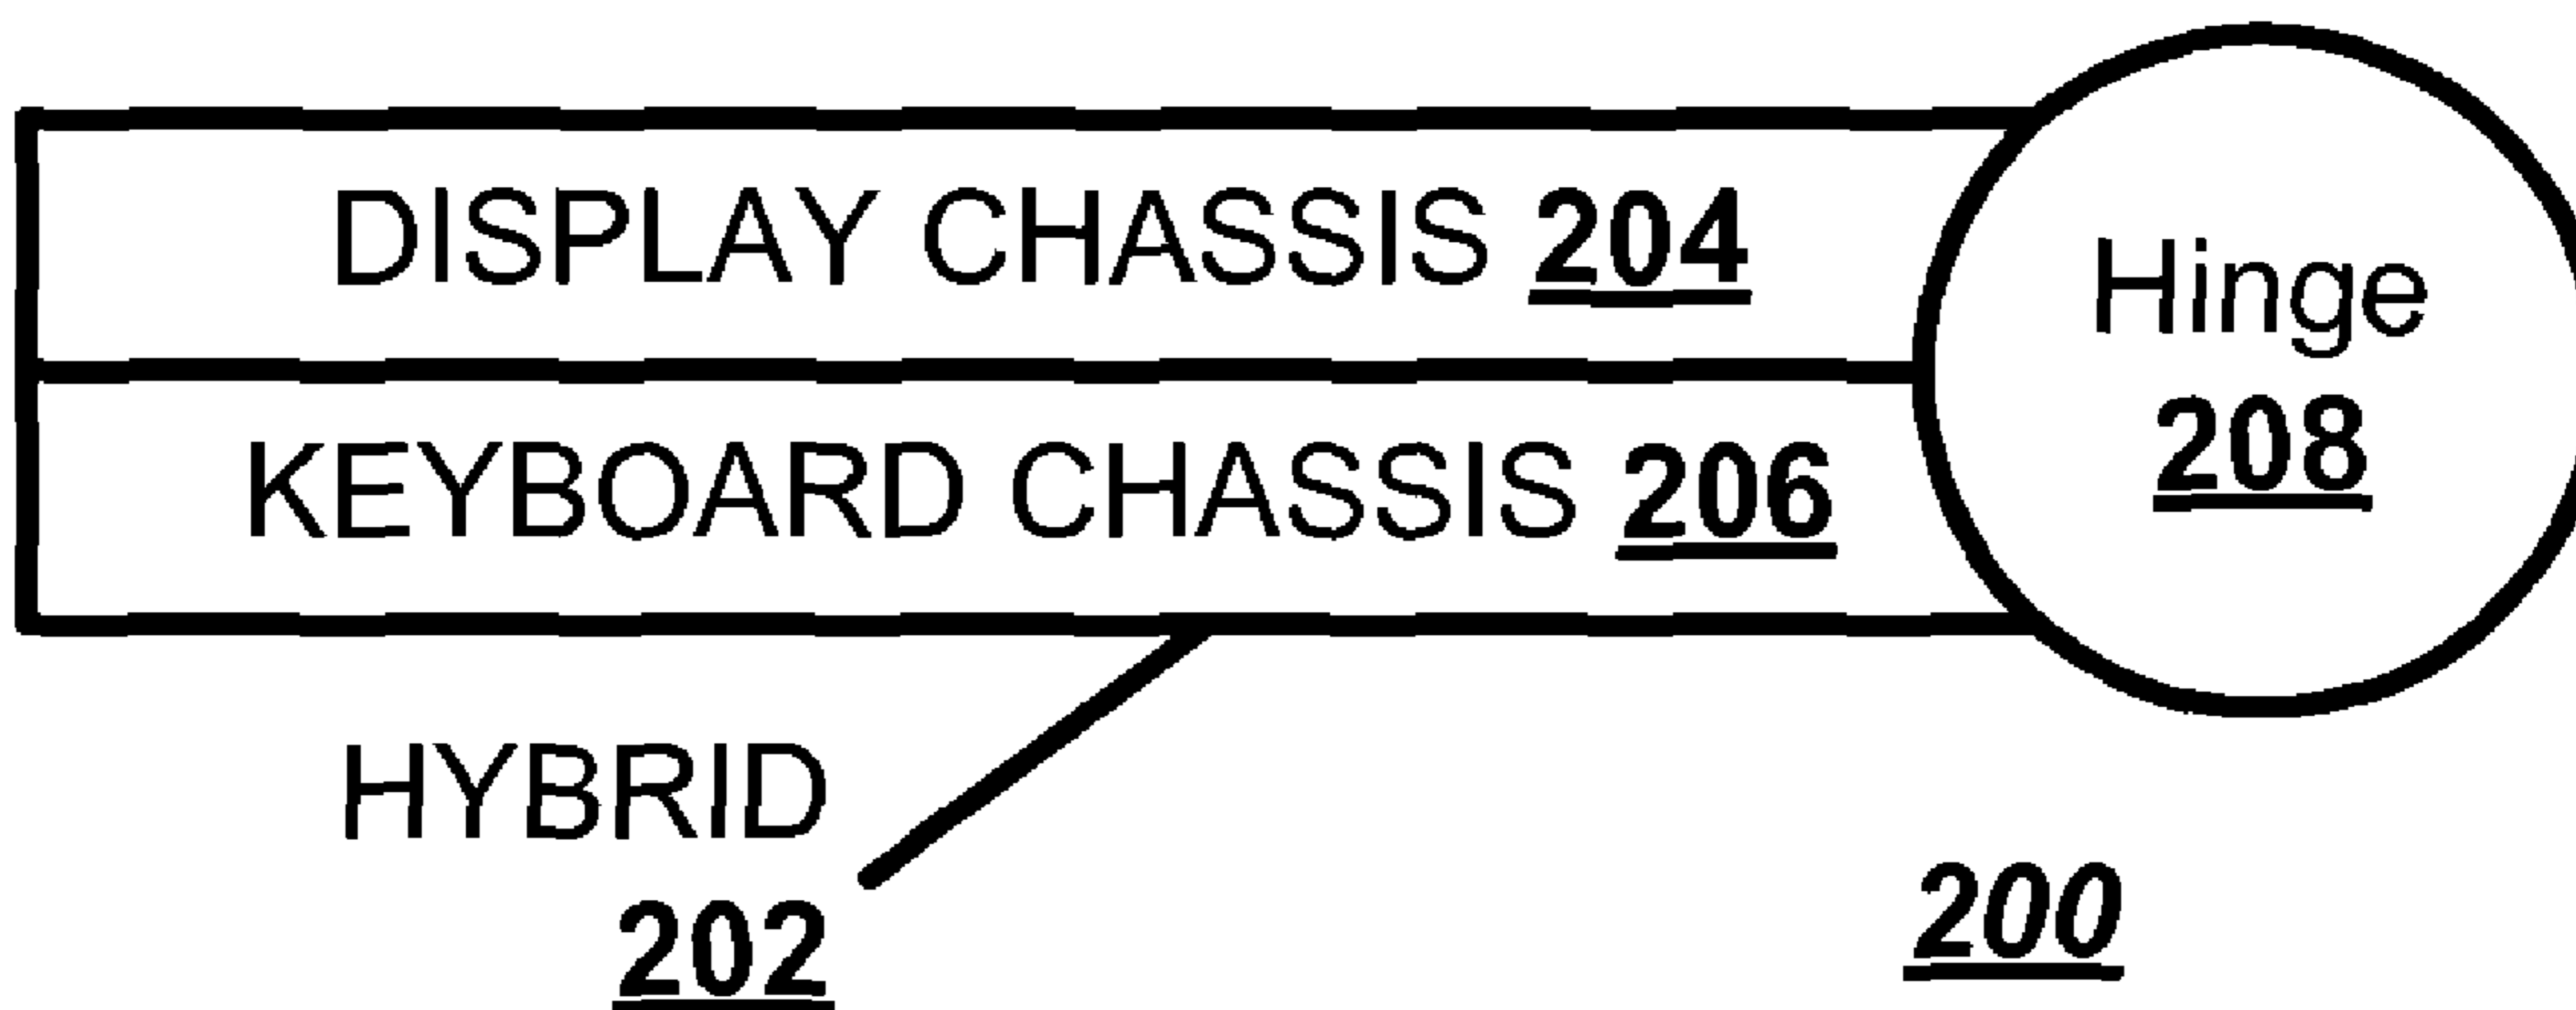 DISPLAY CHASSIS 204
Hinge
208
KEYBOARD CHASSIS 206
HYBRID
202
200